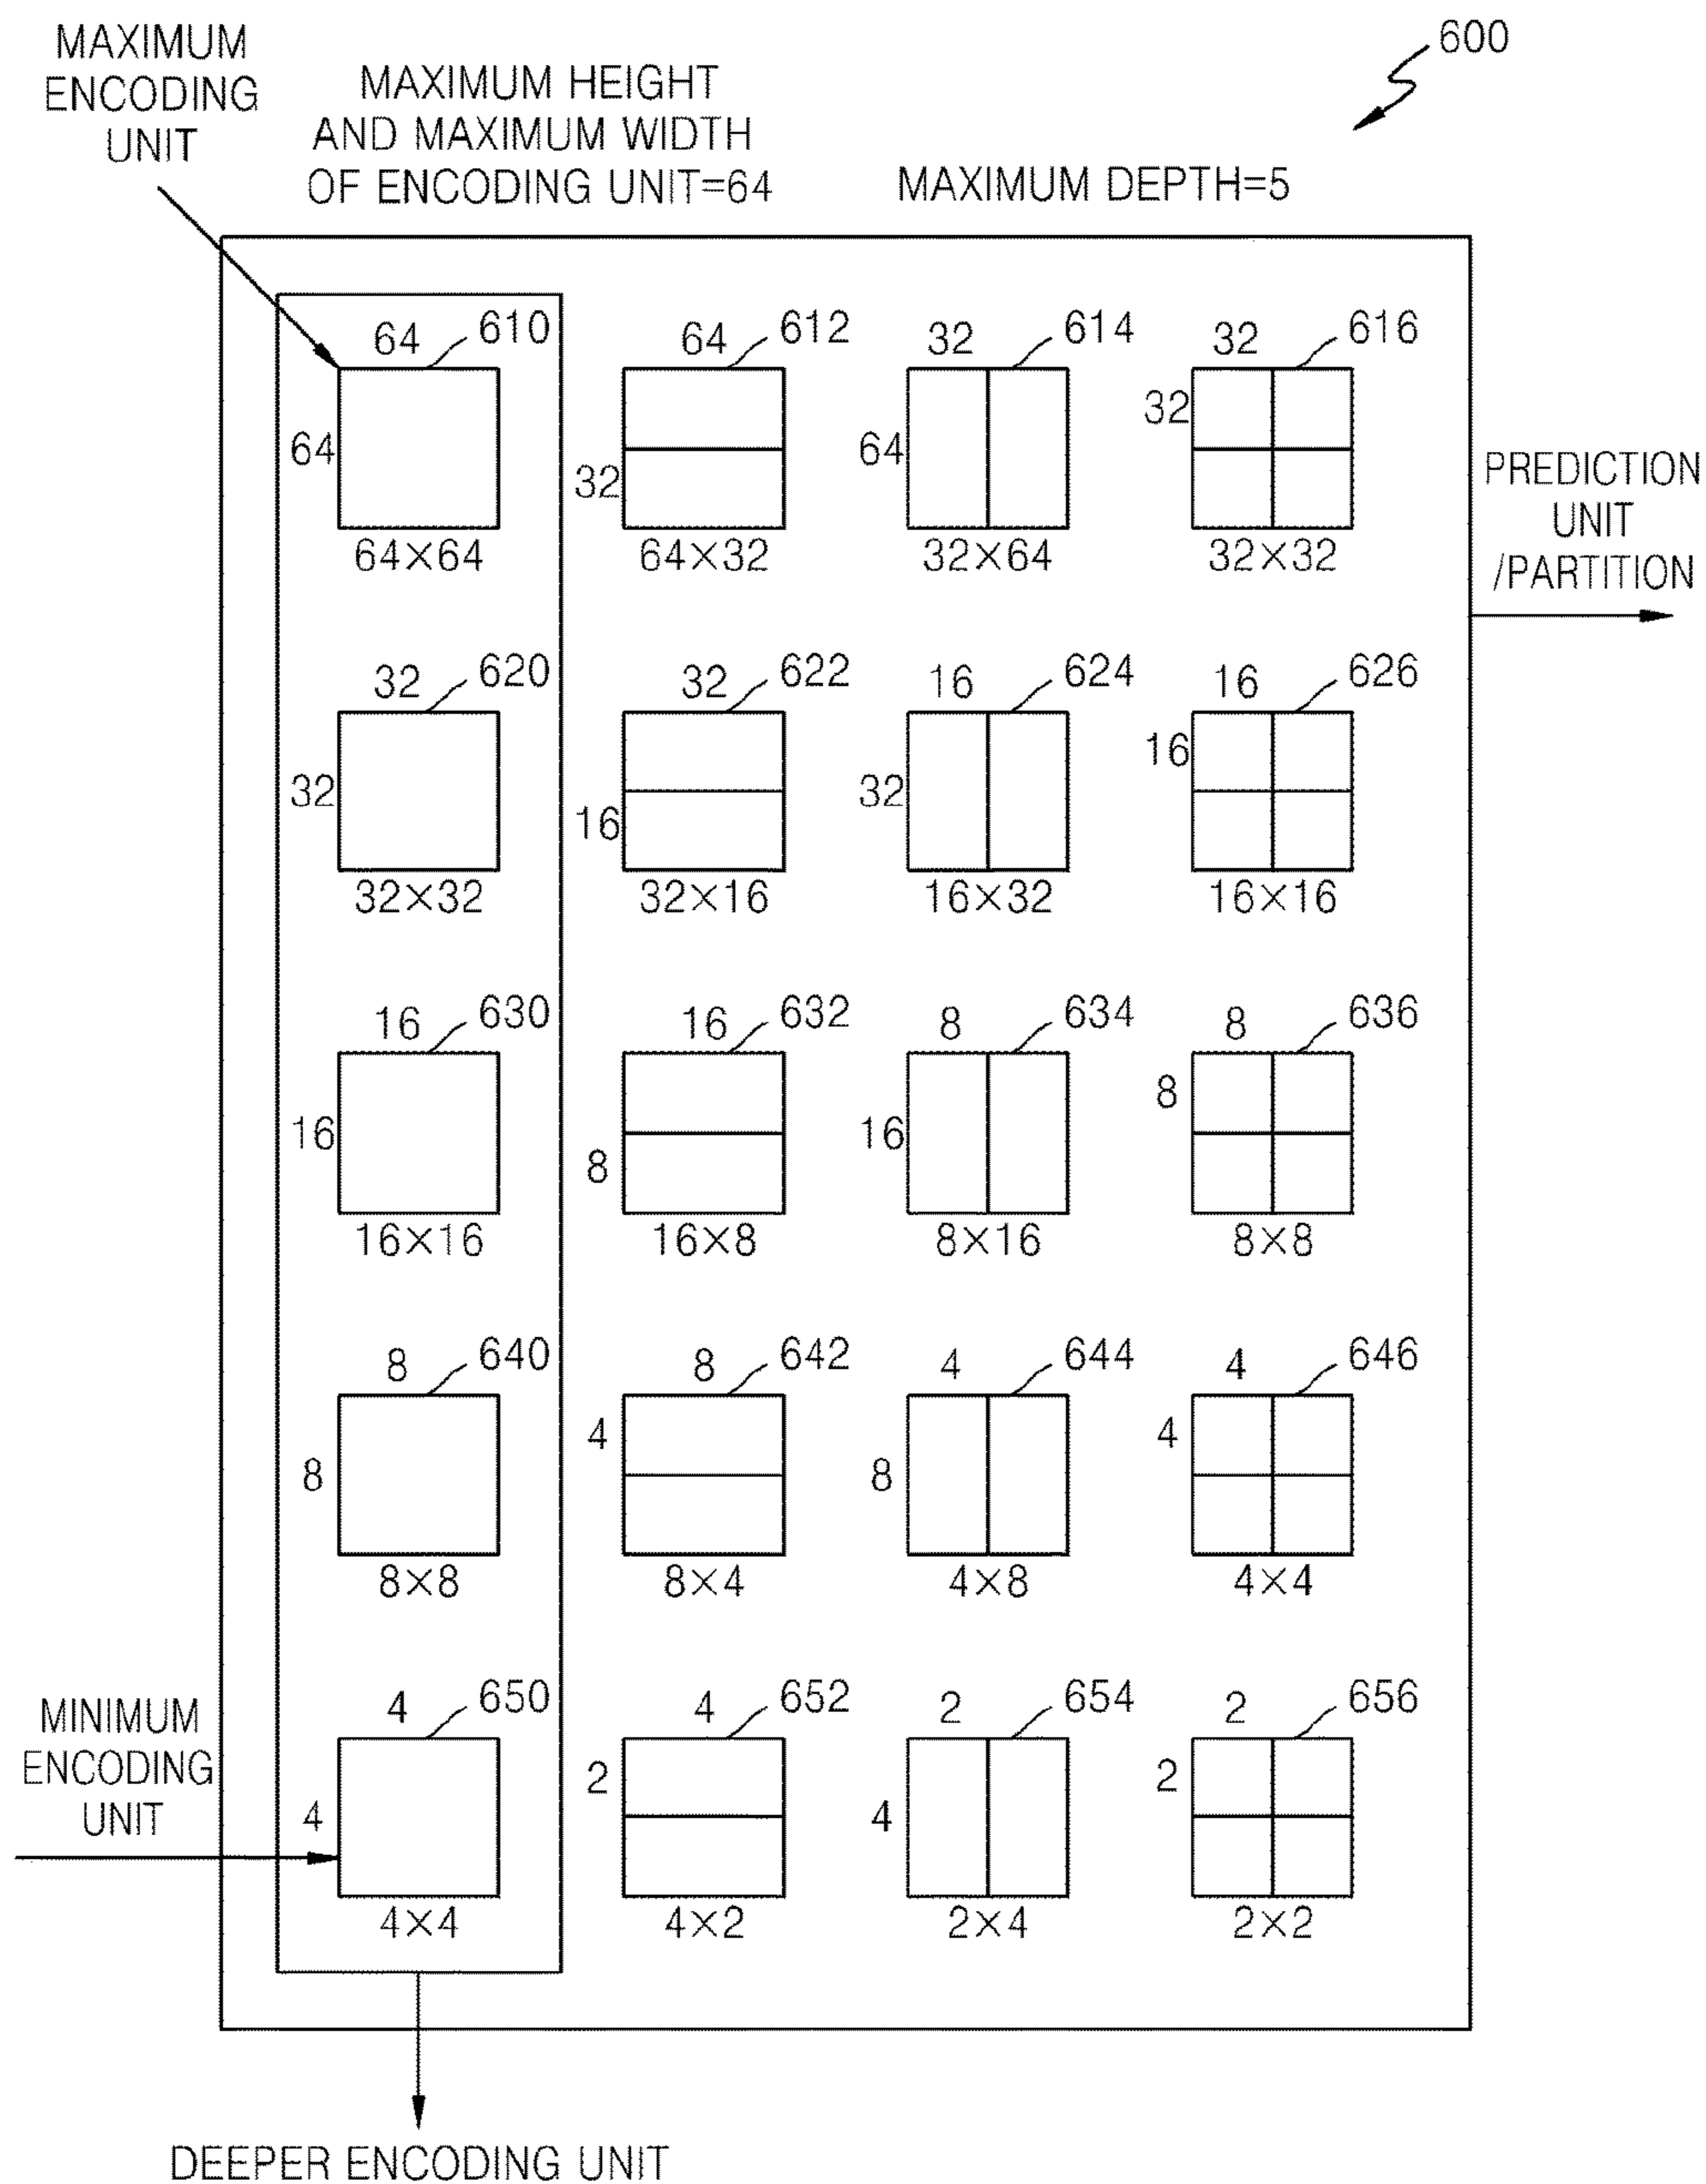 600
MAXIMUM
ENCODING
UNIT
MAXIMUM HEIGHT
AND MAXIMUM WIDTH
OF ENCODING UNIT=64
MAXIMUM DEPTH=5
64 610 64 612 32 614 32 616
64 32 64 32
64×64 64×32 32×64 32×32
PREDICTION
UNIT
/PARTITION
32 620 32 622 16 624 16 626
32 16 32 16
32×32 32×16 16×32 16×16
16 630 16 632 8 634 8 636
16 8 16 8
16×16 16×8 8×16 8×8
8 640 8 642 4 644 4 646
8 4 8 4
8×8 8×4 4×8 4×4
MINIMUM
ENCODING
UNIT
4 650 4 652 2 654 2 656
4 2 4 2
4×4 4×2 2×4 2×2
DEEPER ENCODING UNIT